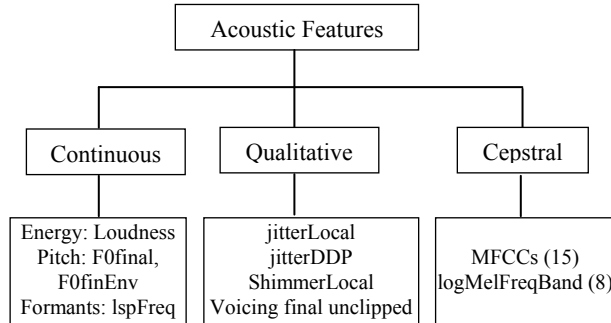 Acoustic Features
Continuous
Qualitative
Cepstral
Energy: Loudness
Pitch: F0final,
F0finEnv
Formants: lspFreq
jitterLocal
jitterDDP
ShimmerLocal
Voicing final unclipped
MFCCs (15)
logMelFreqBand (8)